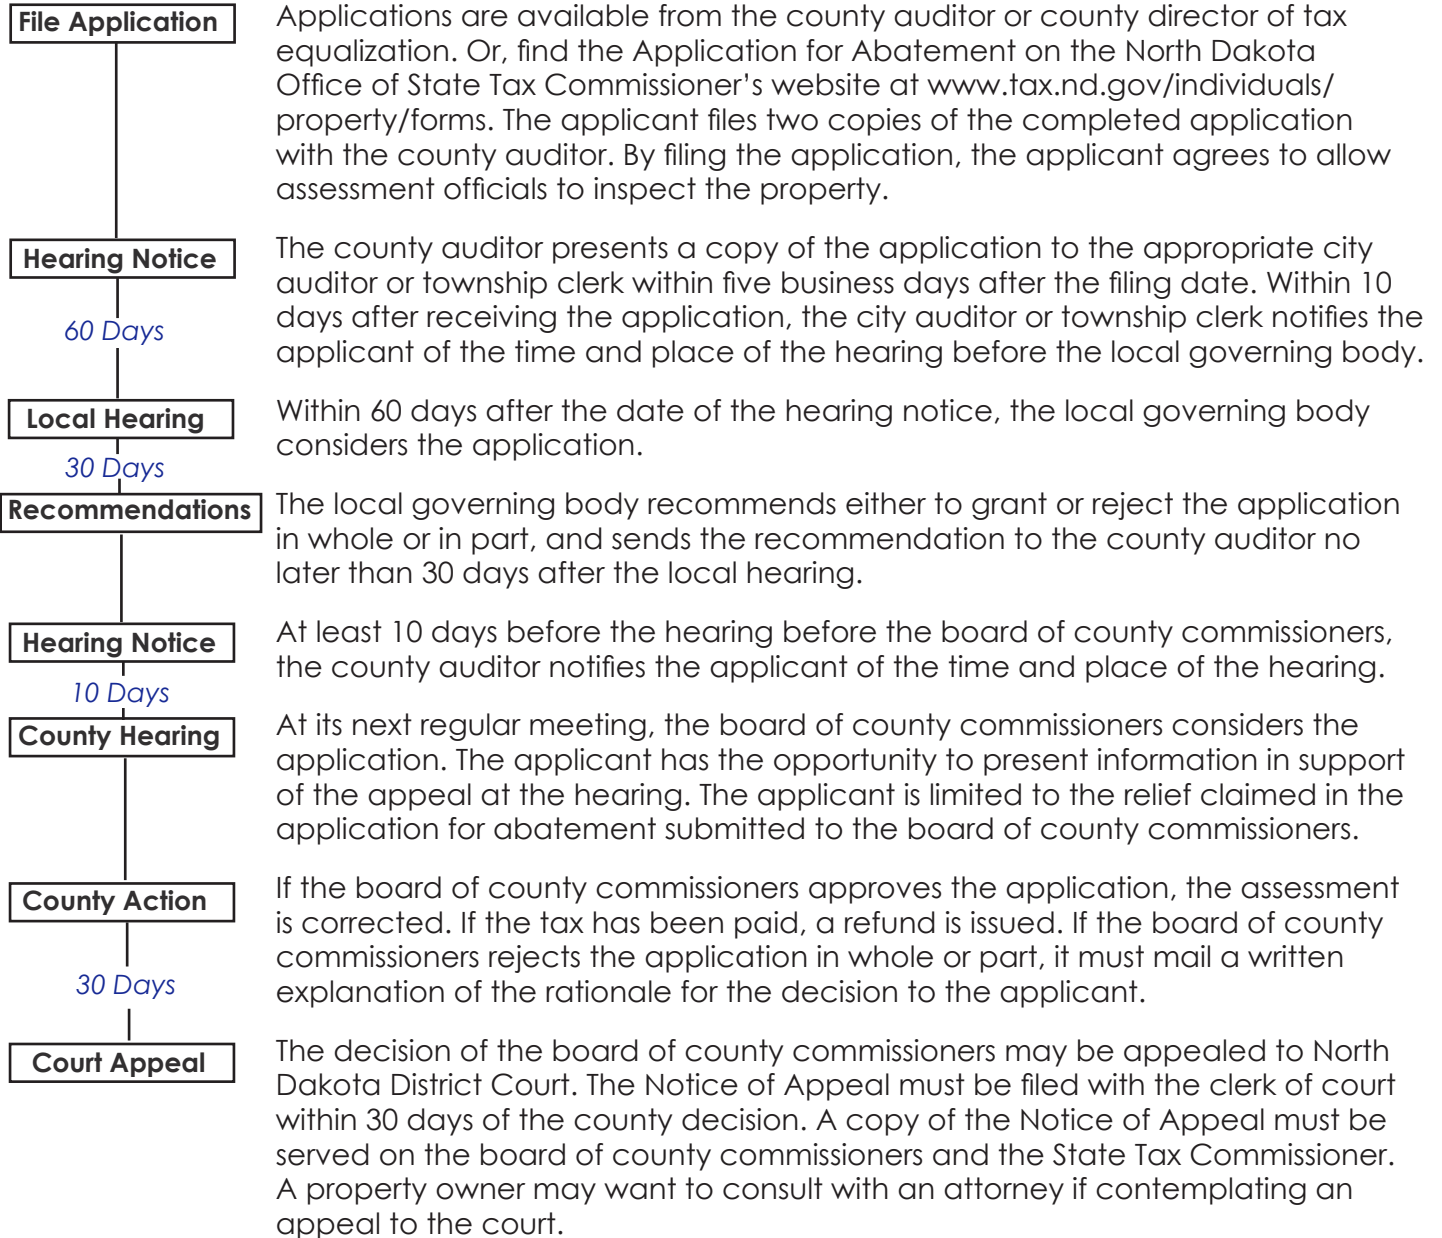 File Application
Applications are available from the county auditor or county director of tax
equalization. Or, find the Application for Abatement on the North Dakota
Office of State Tax Commissioner’s website at www.tax.nd.gov/individuals/
property/forms. The applicant files two copies of the completed application
with the county auditor. By filing the application, the applicant agrees to allow
assessment officials to inspect the property.
Hearing Notice
The county auditor presents a copy of the application to the appropriate city
auditor or township clerk within five business days after the filing date. Within 10
days after receiving the application, the city auditor or township clerk notifies the
applicant of the time and place of the hearing before the local governing body.
60 Days
Local Hearing
Within 60 days after the date of the hearing notice, the local governing body
considers the application.
30 Days
Recommendations
The local governing body recommends either to grant or reject the application
in whole or in part, and sends the recommendation to the county auditor no
later than 30 days after the local hearing.
Hearing Notice
At least 10 days before the hearing before the board of county commissioners,
the county auditor notifies the applicant of the time and place of the hearing.
10 Days
County Hearing
At its next regular meeting, the board of county commissioners considers the
application. The applicant has the opportunity to present information in support
of the appeal at the hearing. The applicant is limited to the relief claimed in the
application for abatement submitted to the board of county commissioners.
County Action
If the board of county commissioners approves the application, the assessment
is corrected. If the tax has been paid, a refund is issued. If the board of county
commissioners rejects the application in whole or part, it must mail a written
explanation of the rationale for the decision to the applicant.
30 Days
Court Appeal
The decision of the board of county commissioners may be appealed to North
Dakota District Court. The Notice of Appeal must be filed with the clerk of court
within 30 days of the county decision. A copy of the Notice of Appeal must be
served on the board of county commissioners and the State Tax Commissioner.
A property owner may want to consult with an attorney if contemplating an
appeal to the court.